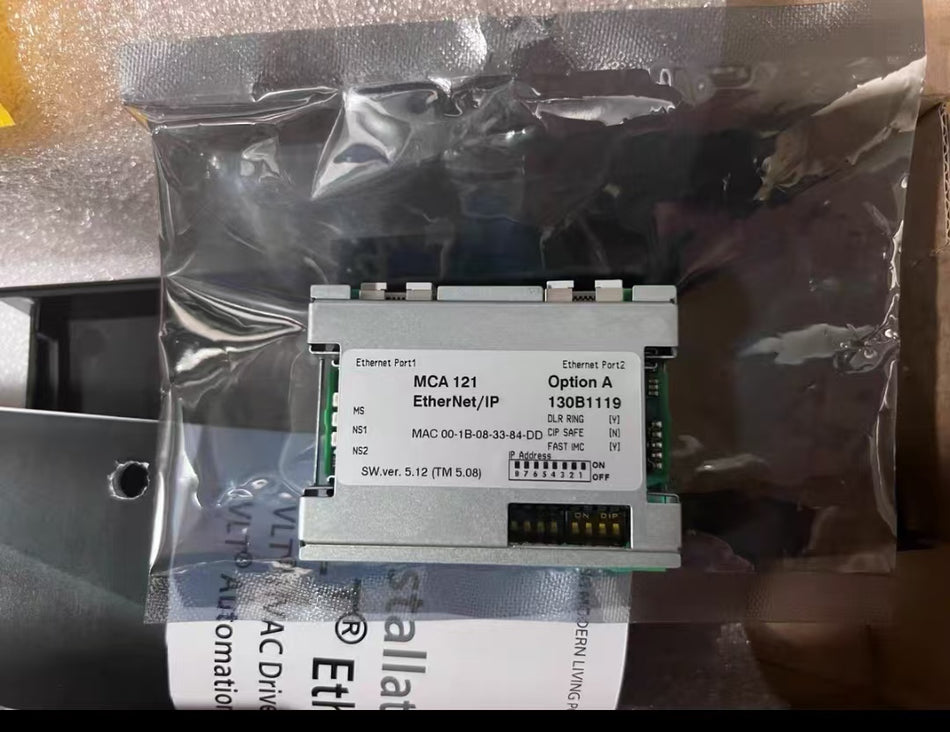 Ethernet Port1
Ethernet Port2
MCA 121
Option A
EtherNet/IP
130B1119
DLR RING [Y]
MS
NS1
MAC 00-1B-08-33-84-DD
CIP SAFE [N]
FAST IMC [Y]
NS2
IP Address
SW.ver. 5.12 (TM 5.08)
ON
8 7 6 5 4 3 2 1
OFF
ON DIP
stallat
® Eth
AC Drive
VLT® Automation
MODERN LIVING